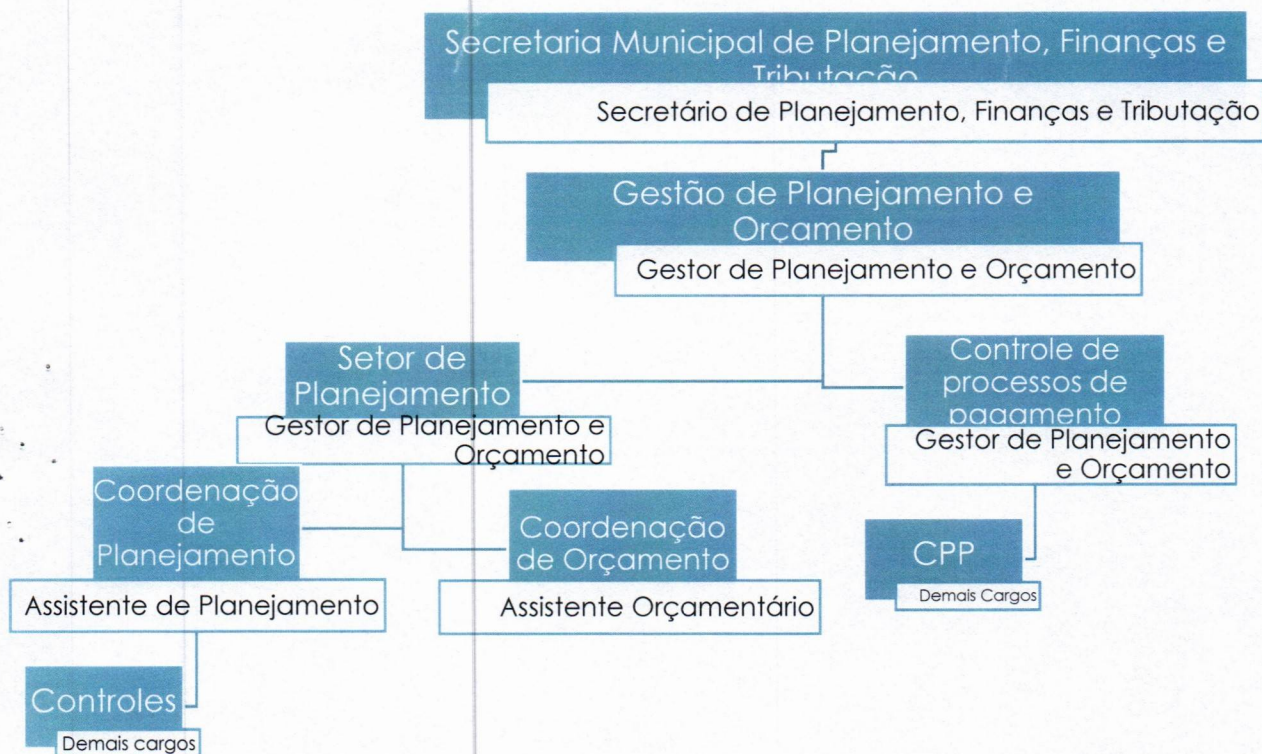 Secretaria Municipal de Planejamento, Finanças e
Tributação
Secretário de Planejamento, Finanças e Tributação
Gestão de Planejamento e
Orçamento
Gestor de Planejamento e Orçamento
Setor de
Planejamento
Gestor de Planejamento e
Orçamento
Controle de
processos de
pagamento
Gestor de Planejamento
e Orçamento
Coordenação
de
Planejamento
Assistente de Planejamento
Coordenação
de Orçamento
Assistente Orçamentário
CPP
Demais Cargos
Controles
Demais cargos